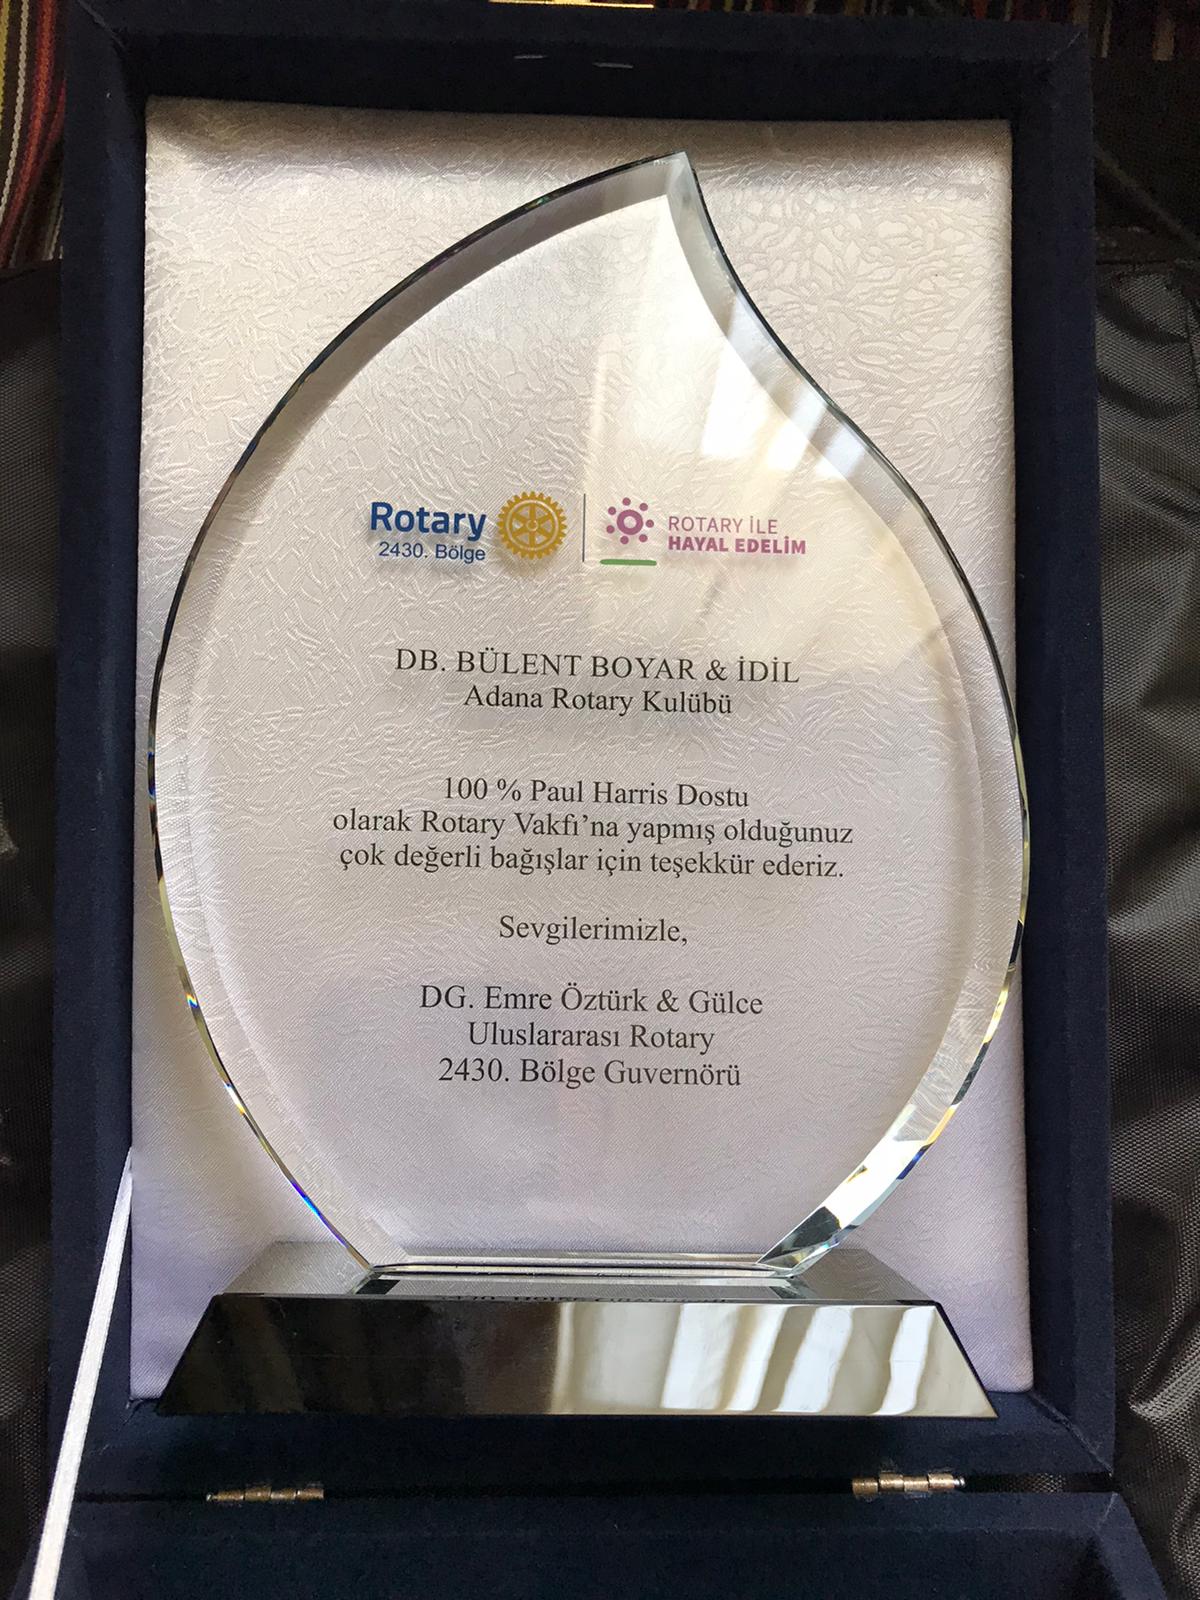 Rotary
2430. Bölge
ROTARY İLE
HAYAL EDELİM
DB. BÜLENT BOYAR & İDİL
Adana Rotary Kulübü
100 % Paul Harris Dostu
olarak Rotary Vakfı’na yapmış olduğunuz
çok değerli bağışlar için teşekkür ederiz.
Sevgilerimizle,
DG. Emre Öztürk & Gülce
Uluslararası Rotary
2430. Bölge Guvernörü